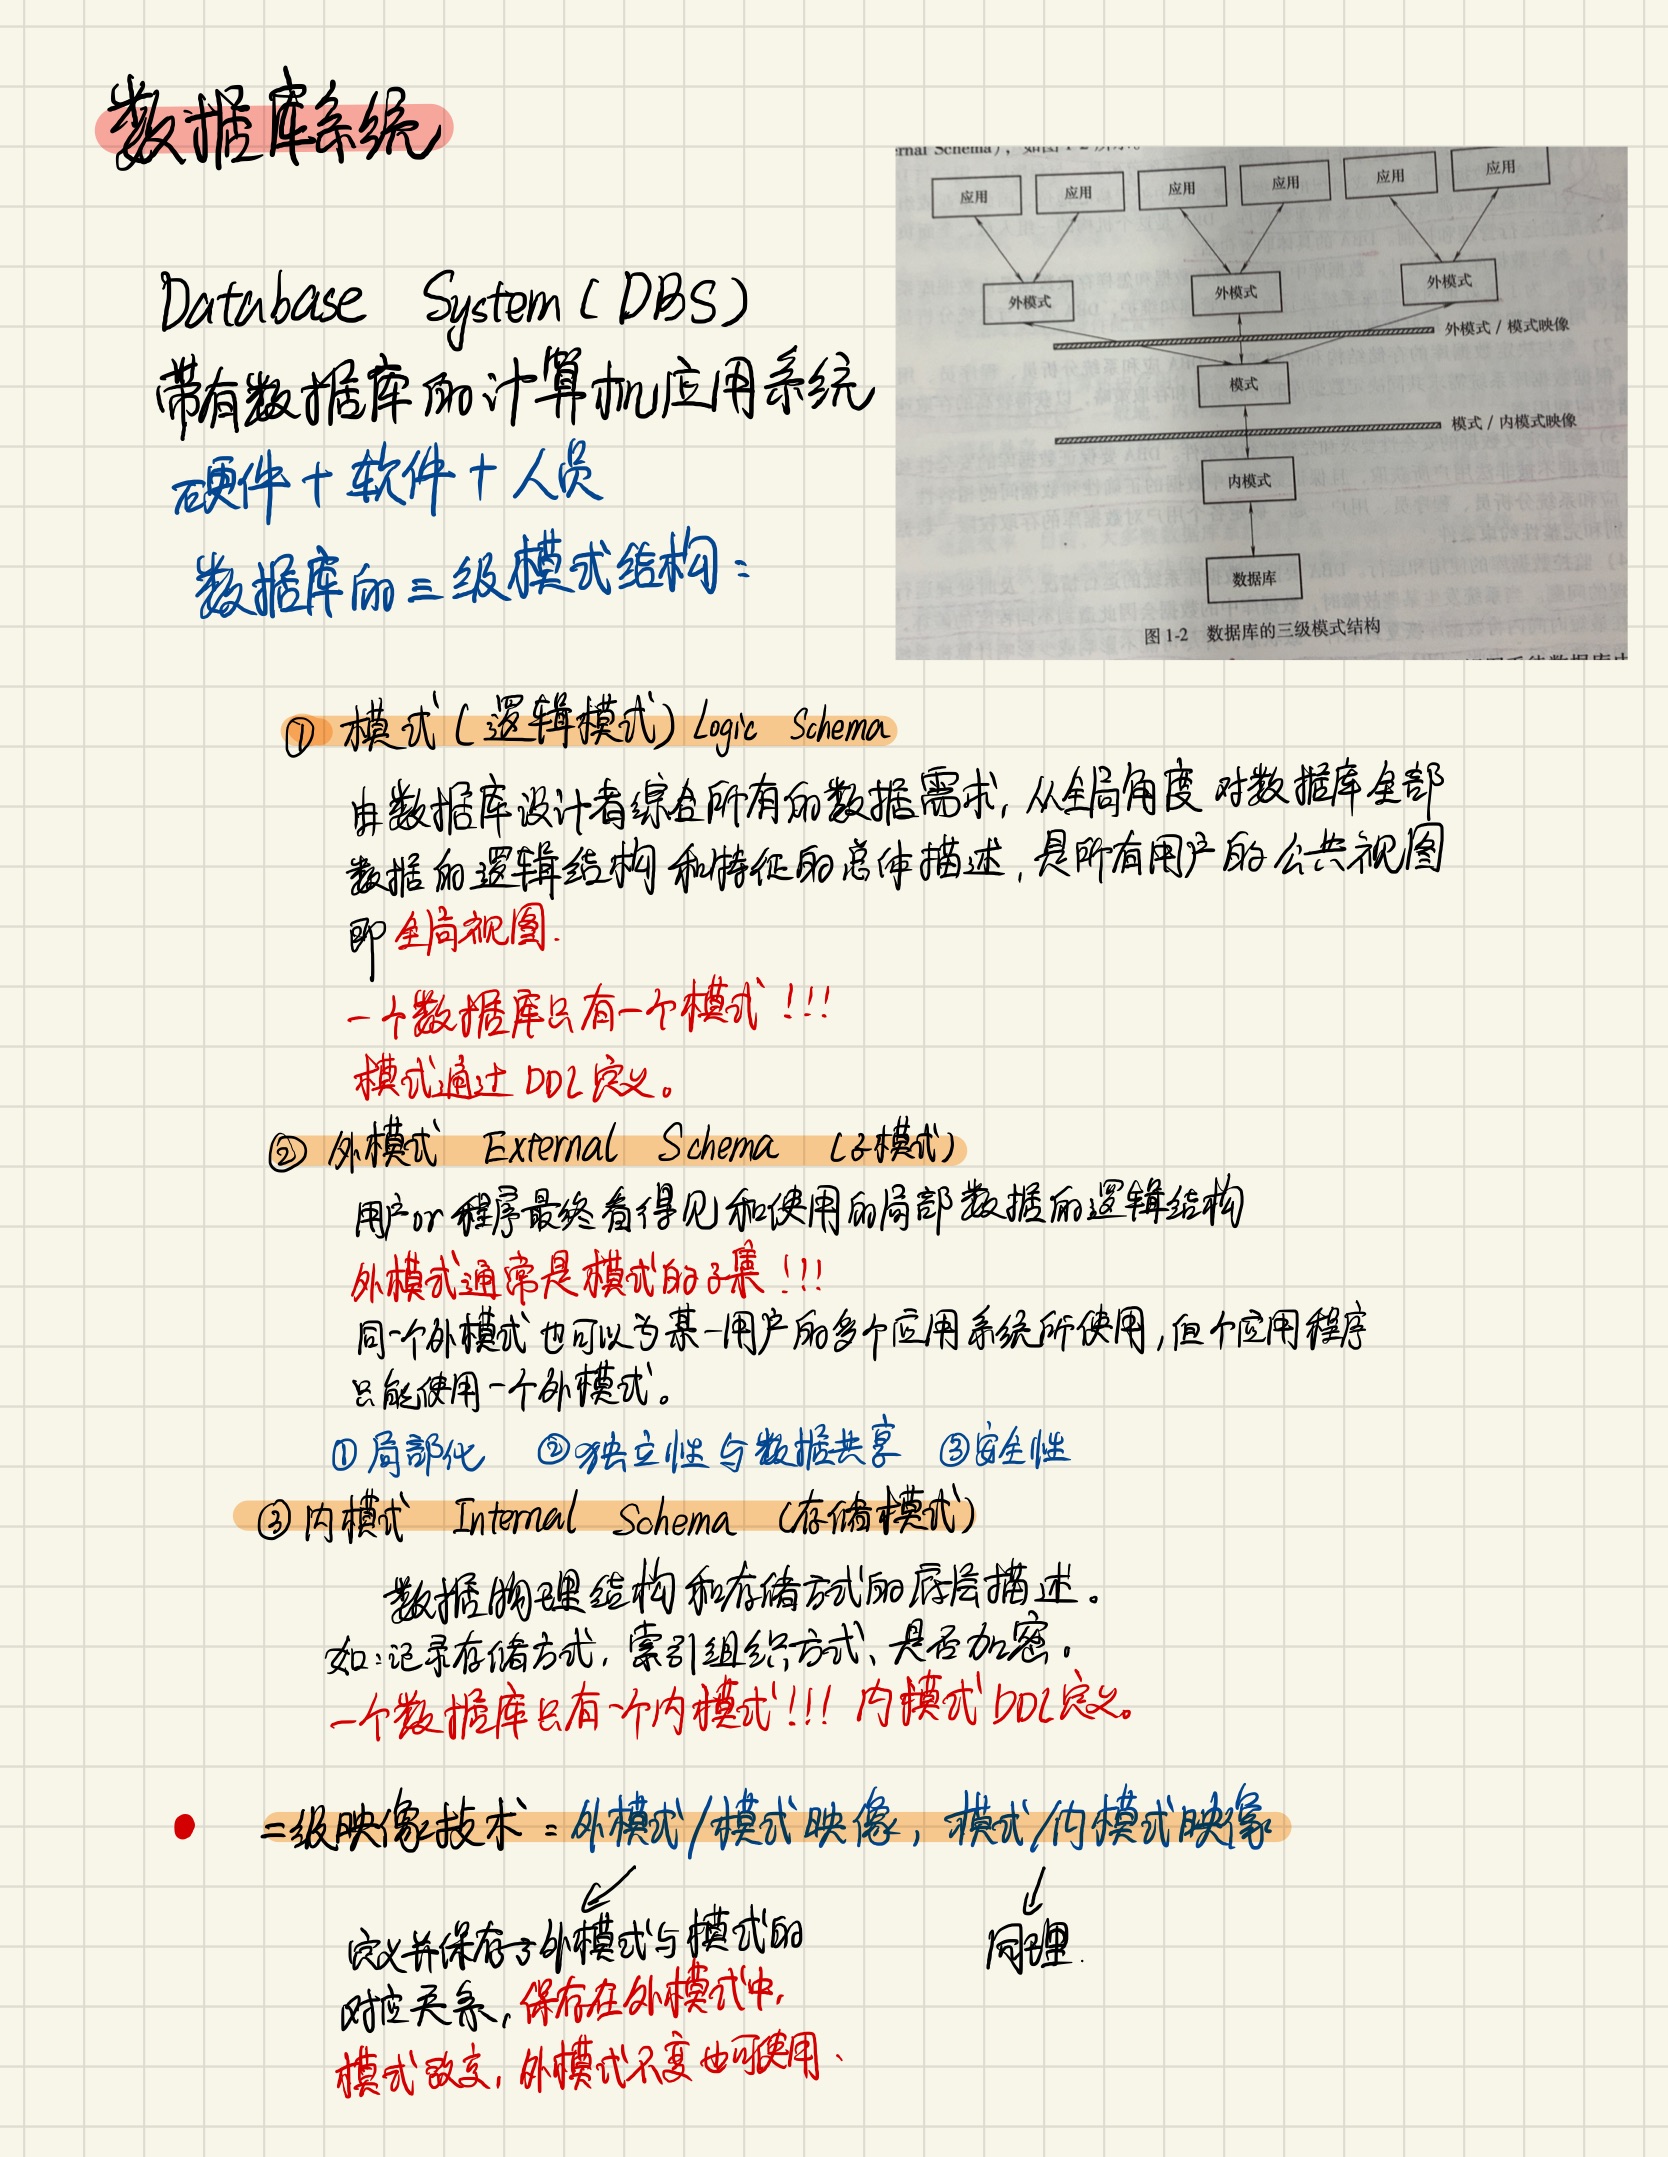 数据库系统
Database System (DBS)
带有数据库的计算机应用系统
硬件 + 软件 + 人员
数据库的三级模式结构：
应用 应用 应用 应用 应用 应用
外模式 外模式 外模式
外模式 / 模式映像
模式
模式 / 内模式映像
内模式
数据库
图 1-2 数据库的三级模式结构
① 模式（逻辑模式）Logic Schema
由数据库设计者综合所有的数据需求, 从全局角度 对数据库全部
数据的逻辑结构和特征的总体描述, 是所有用户的公共视图
即 全局视图.
一个数据库只有一个模式!!!
模式通过 DDL 定义。
② 外模式 External Schema （子模式）
用户or程序最终看得见和使用的局部数据的逻辑结构
外模式通常是模式的子集!!!
同一个外模式也可以为某一用户的多个应用系统所使用, 但个应用程序
只能使用一个外模式。
① 局部化 ② 独立性与数据共享 ③ 安全性
③ 内模式 Internal Schema （存储模式）
数据物理结构和存储方式的底层描述。
如: 记录存储方式, 索引组织方式、是否加密。
一个数据库只有一个内模式!!! 内模式 DDL 定义。
二级映像技术: 外模式/模式映像, 模式/内模式映像
定义并保存了外模式与模式的
对应关系, 保存在外模式中,
模式改变, 外模式不变也可使用、
同理.